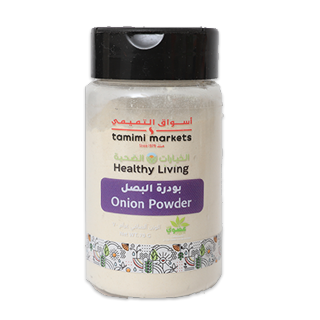 أسواق التميمي
tamimi markets
الخيارات الصحية
Healthy Living
بودرة البصل
Onion Powder